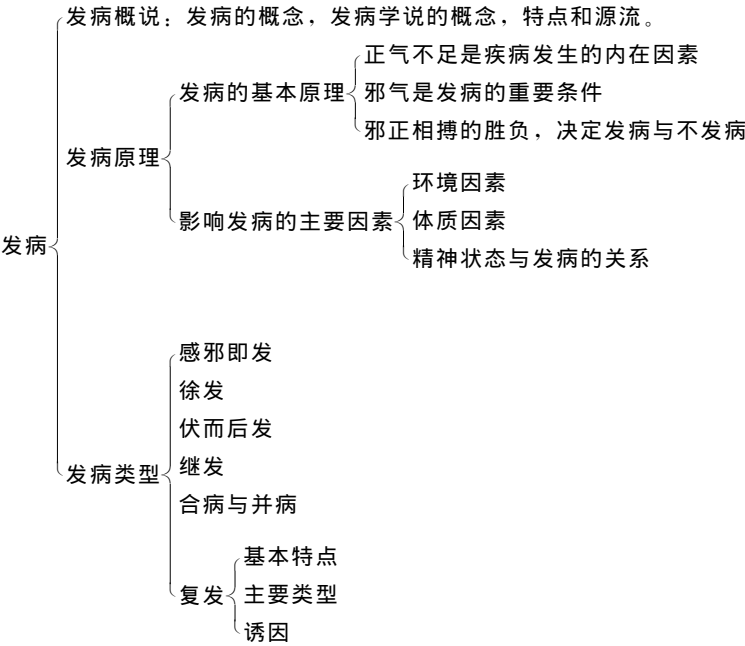 发病概说：发病的概念，发病学说的概念，特点和源流。
正气不足是疾病发生的内在因素
发病的基本原理
邪气是发病的重要条件
邪正相搏的胜负，决定发病与不发病
发病原理
环境因素
影响发病的主要因素
体质因素
精神状态与发病的关系
发病
感邪即发
徐发
伏而后发
发病类型
继发
合病与并病
基本特点
复发
主要类型
诱因